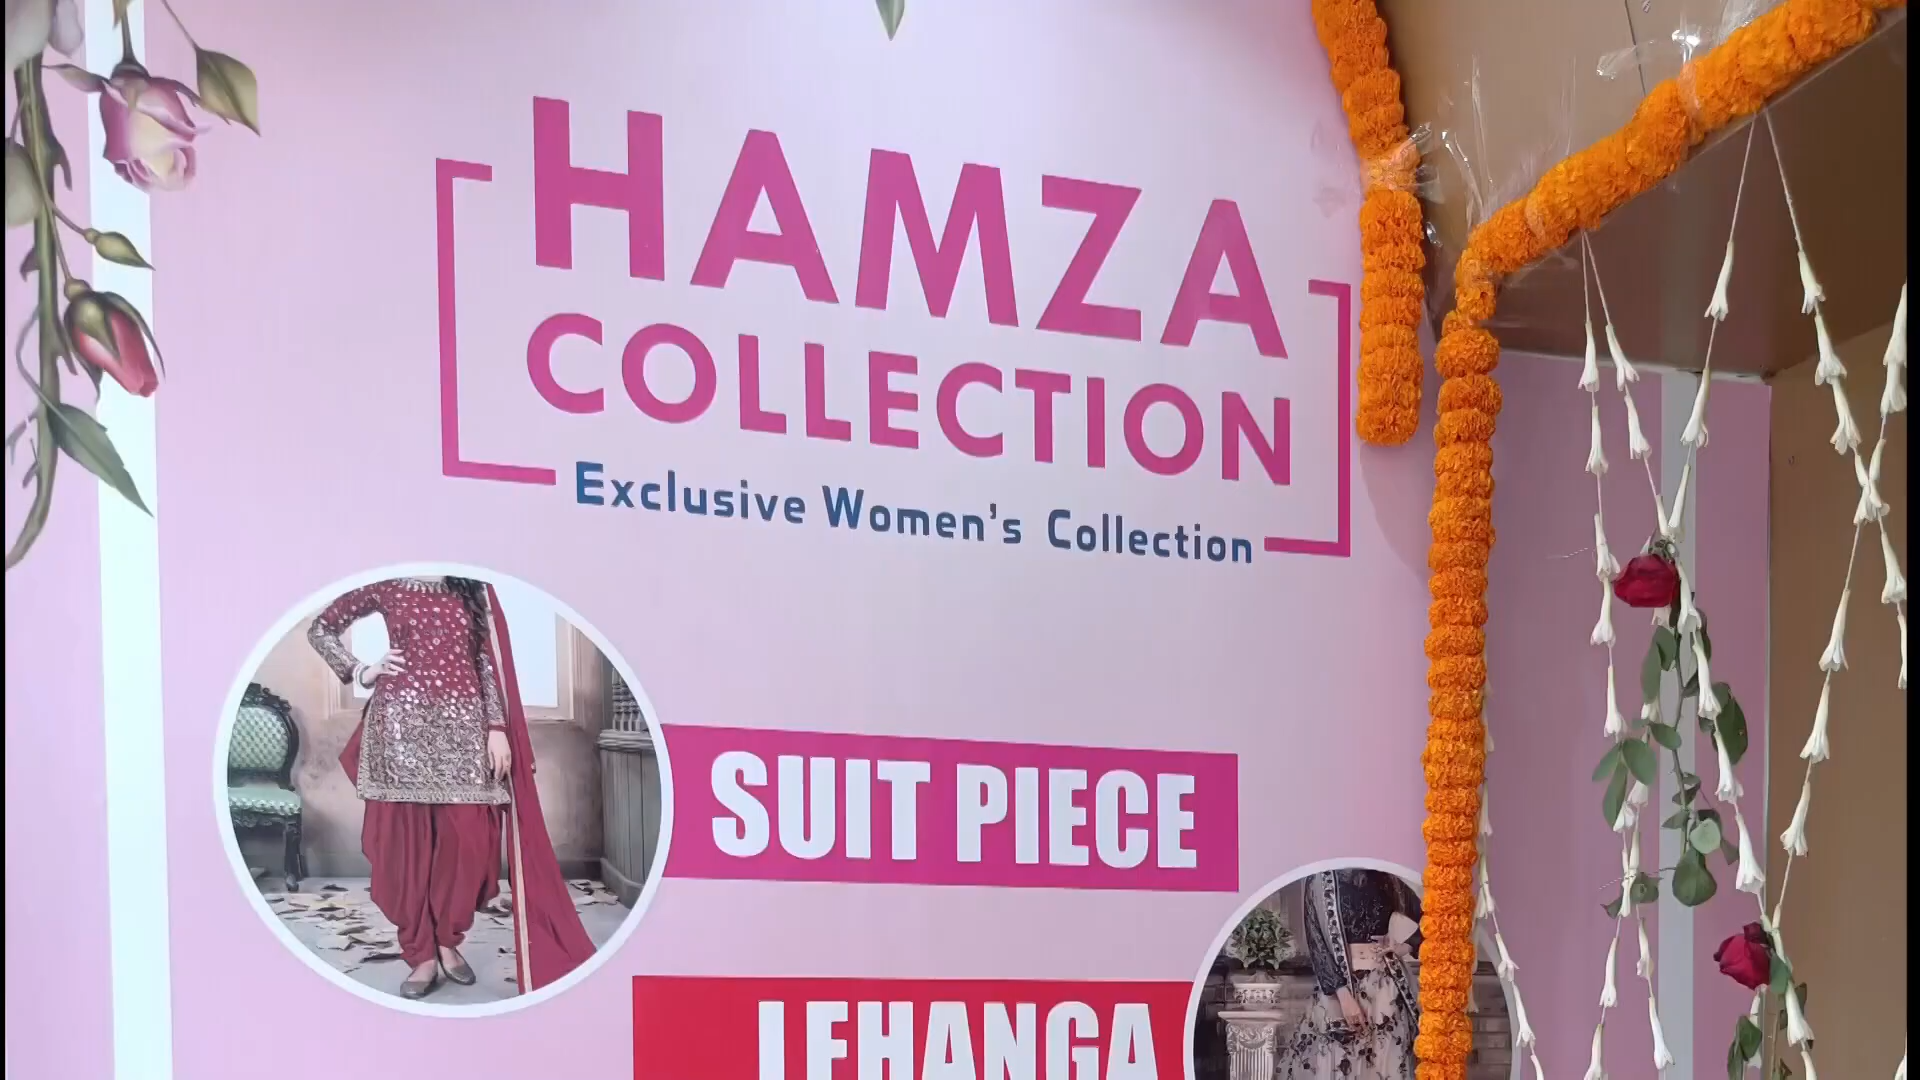 HAMZA
COLLECTION
Exclusive Women's Collection
SUIT PIECE
LEHANGA